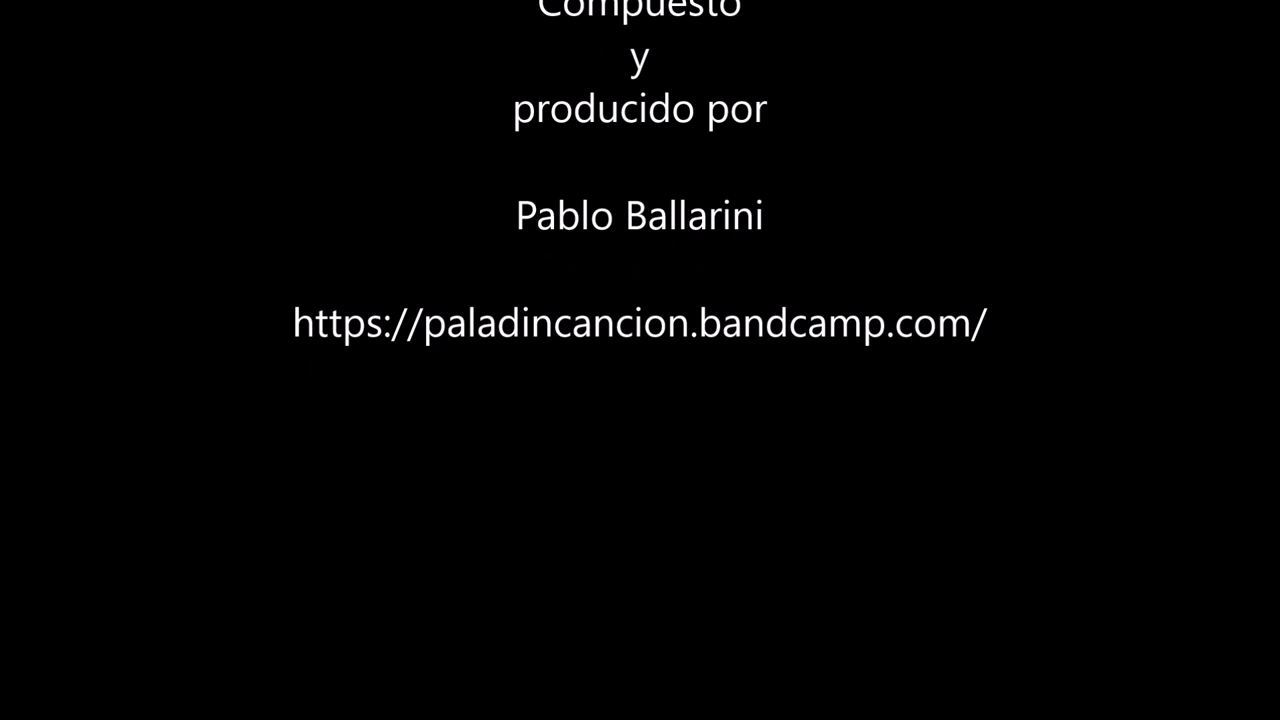 Compuesto
y
producido por
Pablo Ballarini
https://paladincancion.bandcamp.com/